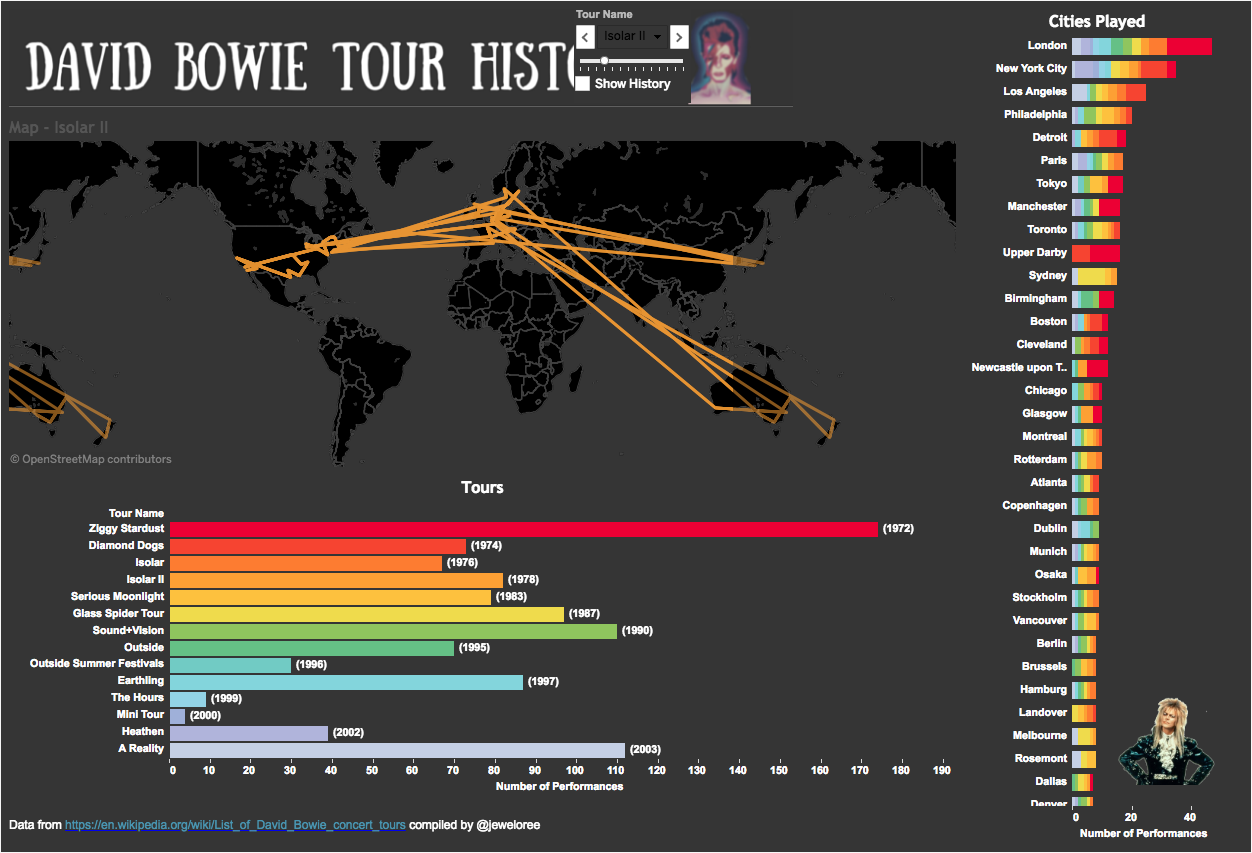 DAVID BOWIE TOUR HISTO
Tour Name
Isolar II
Show History
Map - Isolar II
© OpenStreetMap contributors
Tours
Tour Name
Ziggy Stardust (1972)
Diamond Dogs (1974)
Isolar (1976)
Isolar II (1978)
Serious Moonlight (1983)
Glass Spider Tour (1987)
Sound+Vision (1990)
Outside (1995)
Outside Summer Festivals (1996)
Earthling (1997)
The Hours (1999)
Mini Tour (2000)
Heathen (2002)
A Reality (2003)
0 10 20 30 40 50 60 70 80 90 100 110 120 130 140 150 160 170 180 190
Number of Performances
Data from https://en.wikipedia.org/wiki/List_of_David_Bowie_concert_tours compiled by @jeweloree
Cities Played
London
New York City
Los Angeles
Philadelphia
Detroit
Paris
Tokyo
Manchester
Toronto
Upper Darby
Sydney
Birmingham
Boston
Cleveland
Newcastle upon T..
Chicago
Glasgow
Montreal
Rotterdam
Atlanta
Copenhagen
Dublin
Munich
Osaka
Stockholm
Vancouver
Berlin
Brussels
Hamburg
Landover
Melbourne
Rosemont
Dallas
Denver
0 20 40
Number of Performances